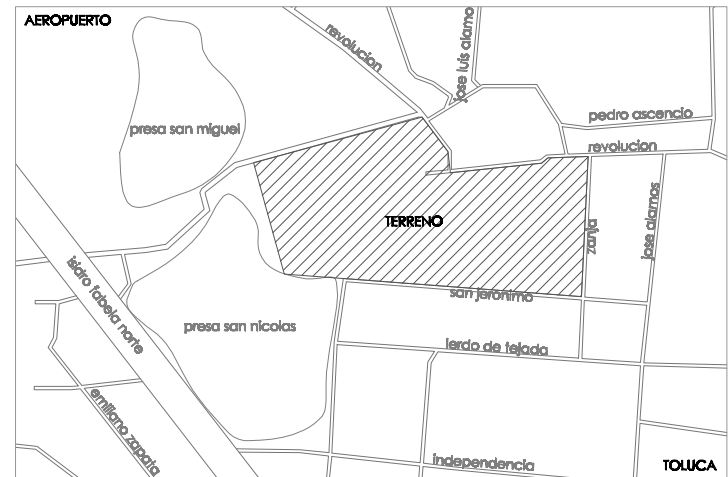 AEROPUERTO
revolucion
jose luis alamo
presa san miguel
pedro ascencio
revolucion
TERRENO
zanja
jose alamos
isidro fabela norte
san jeronimo
presa san nicolas
lerdo de tejada
emiliano zapata
independencia
TOLUCA